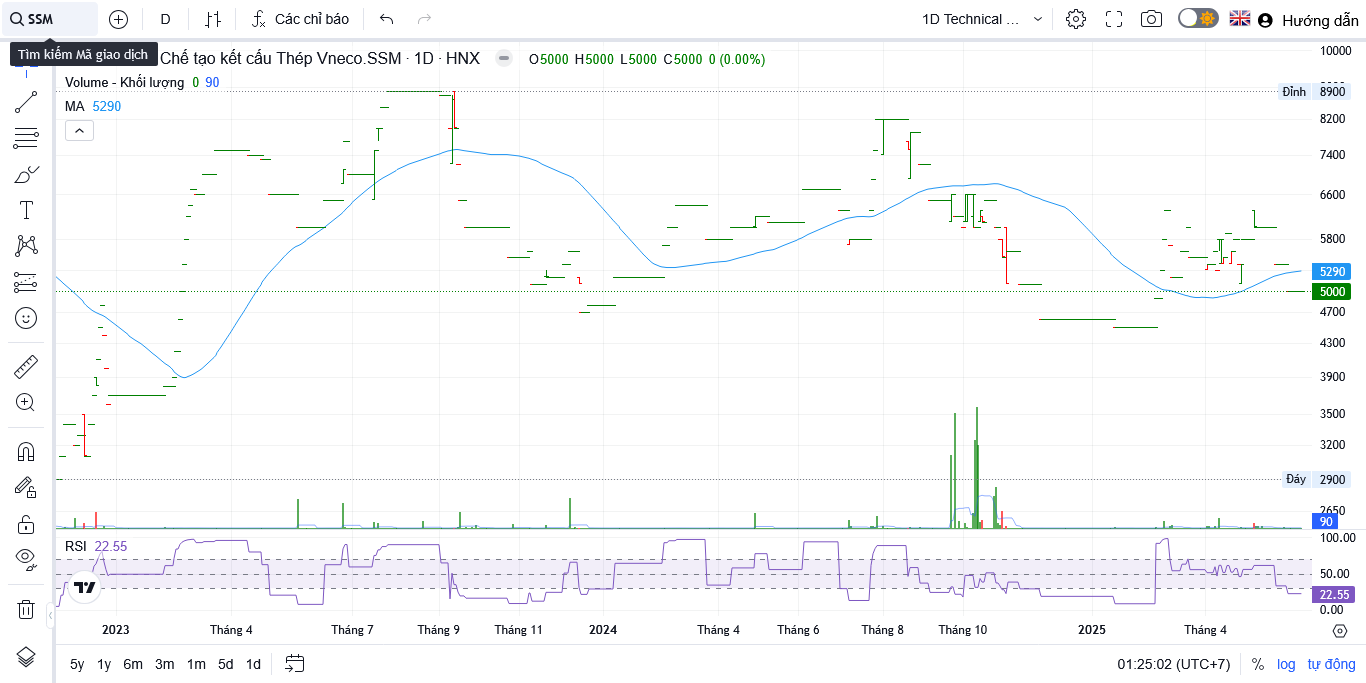 SSM
D
Các chỉ báo
1D Technical ...
Hướng dẫn
Tìm kiếm Mã giao dịch
Chế tạo kết cấu Thép Vneco.SSM · 1D · HNX
O5000 H5000 L5000 C5000 0 (0.00%)
Volume - Khối lượng 0 90
MA 5290
10000
Đỉnh 8900
8200
7400
6600
5800
5290
5000
4700
4300
3900
3500
3200
Đáy 2900
2650
90
RSI 22.55
100.00
50.00
22.55
0.00
2023
Tháng 4
Tháng 7
Tháng 9
Tháng 11
2024
Tháng 4
Tháng 6
Tháng 8
Tháng 10
2025
Tháng 4
5y 1y 6m 3m 1m 5d 1d
01:25:02 (UTC+7)
% log tự động